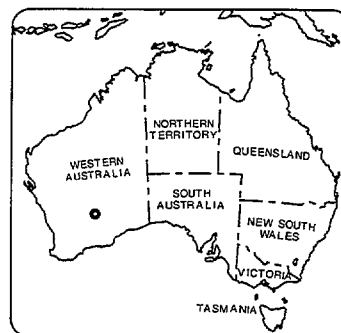 NORTHERN
TERRITORY
WESTERN
AUSTRALIA
QUEENSLAND
SOUTH
AUSTRALIA
NEW SOUTH
WALES
VICTORIA
TASMANIA